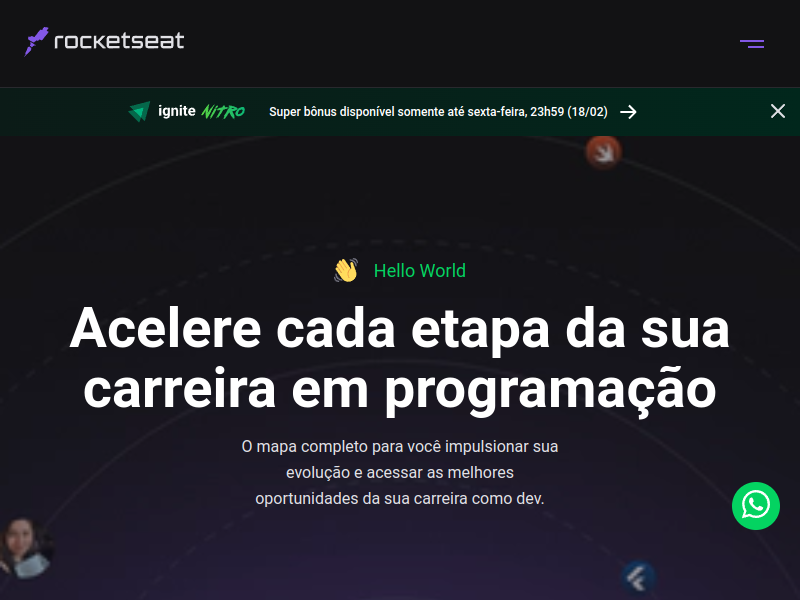 rocketseat
ignite NITRO Super bônus disponível somente até sexta-feira, 23h59 (18/02)
Hello World
Acelere cada etapa da sua
carreira em programação
O mapa completo para você impulsionar sua
evolução e acessar as melhores
oportunidades da sua carreira como dev.